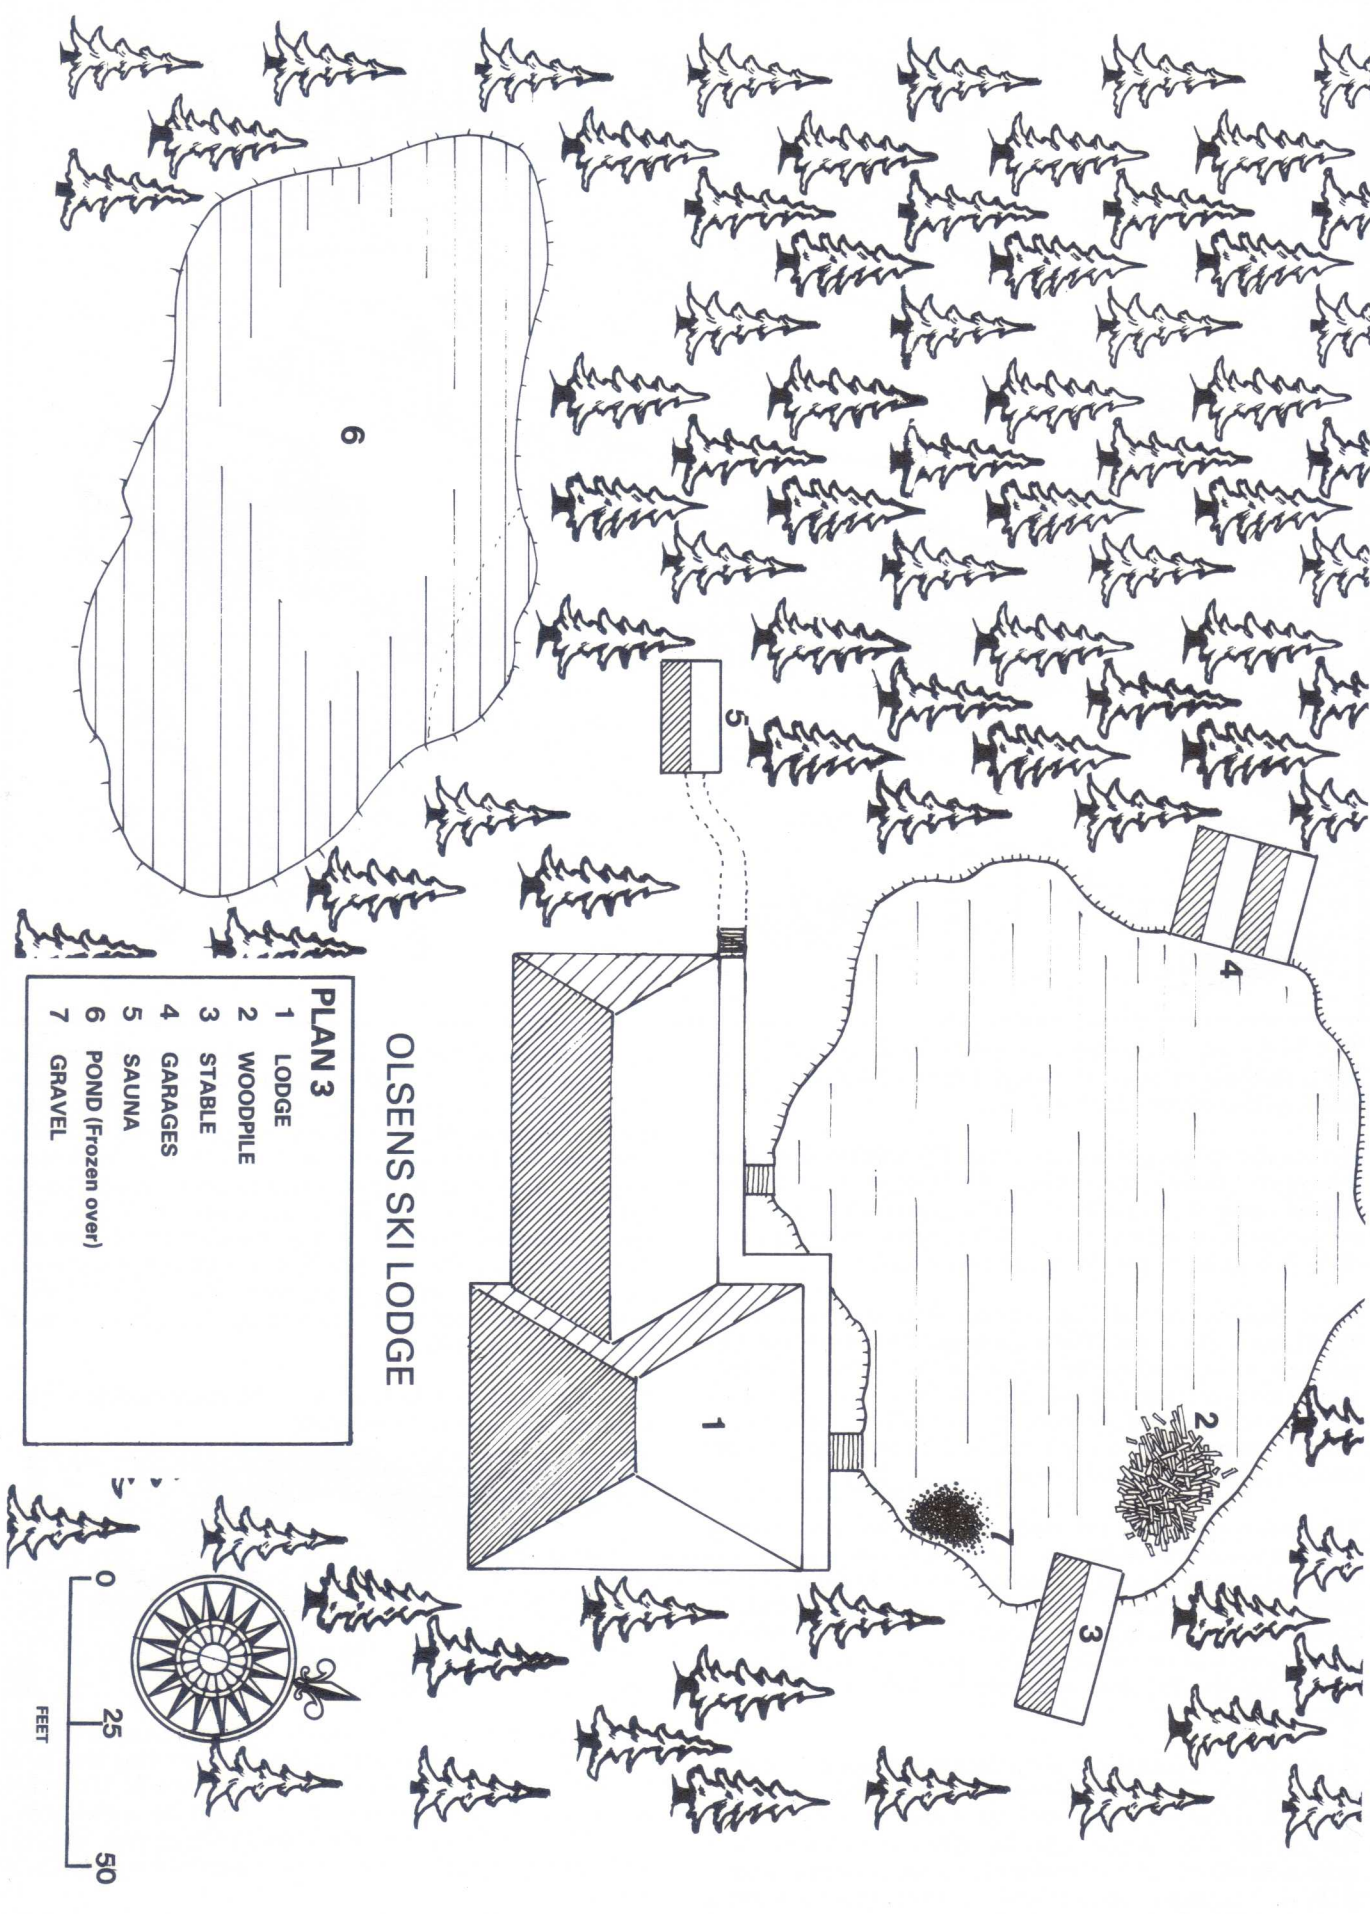 4
5
2
3
7
1
6
OLSENS SKI LODGE
PLAN 3
1 LODGE
2 WOODPILE
3 STABLE
4 GARAGES
5 SAUNA
6 POND (Frozen over)
7 GRAVEL
0 25 50
FEET